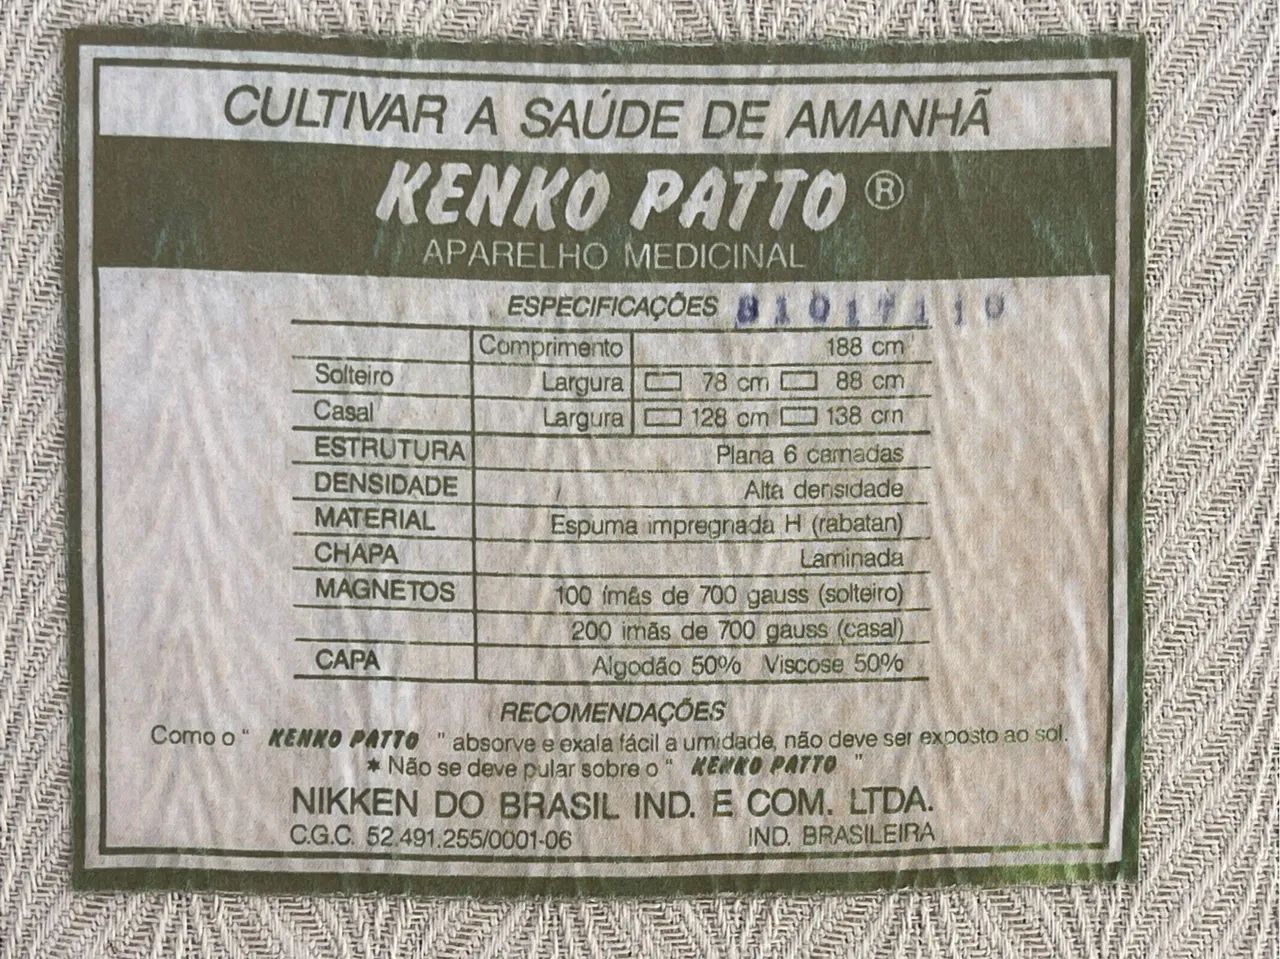 CULTIVAR A SAÚDE DE AMANHÃ
KENKO PATTO ®
APARELHO MEDICINAL
ESPECIFICAÇÕES
Comprimento 188 cm
Solteiro Largura 78 cm 88 cm
Casal Largura 128 cm 138 cm
ESTRUTURA Plana 6 camadas
DENSIDADE Alta densidade
MATERIAL Espuma impregnada H (rabatan)
CHAPA Laminada
MAGNETOS 100 ímãs de 700 gauss (solteiro)
200 imãs de 700 gauss (casal)
CAPA Algodão 50% Viscose 50%
RECOMENDAÇÕES
Como o " KENKO PATTO " absorve e exala fácil a umidade, não deve ser exposto ao sol.
* Não se deve pular sobre o " KENKO PATTO "
NIKKEN DO BRASIL IND. E COM. LTDA.
C.G.C. 52.491.255/0001-06 IND. BRASILEIRA